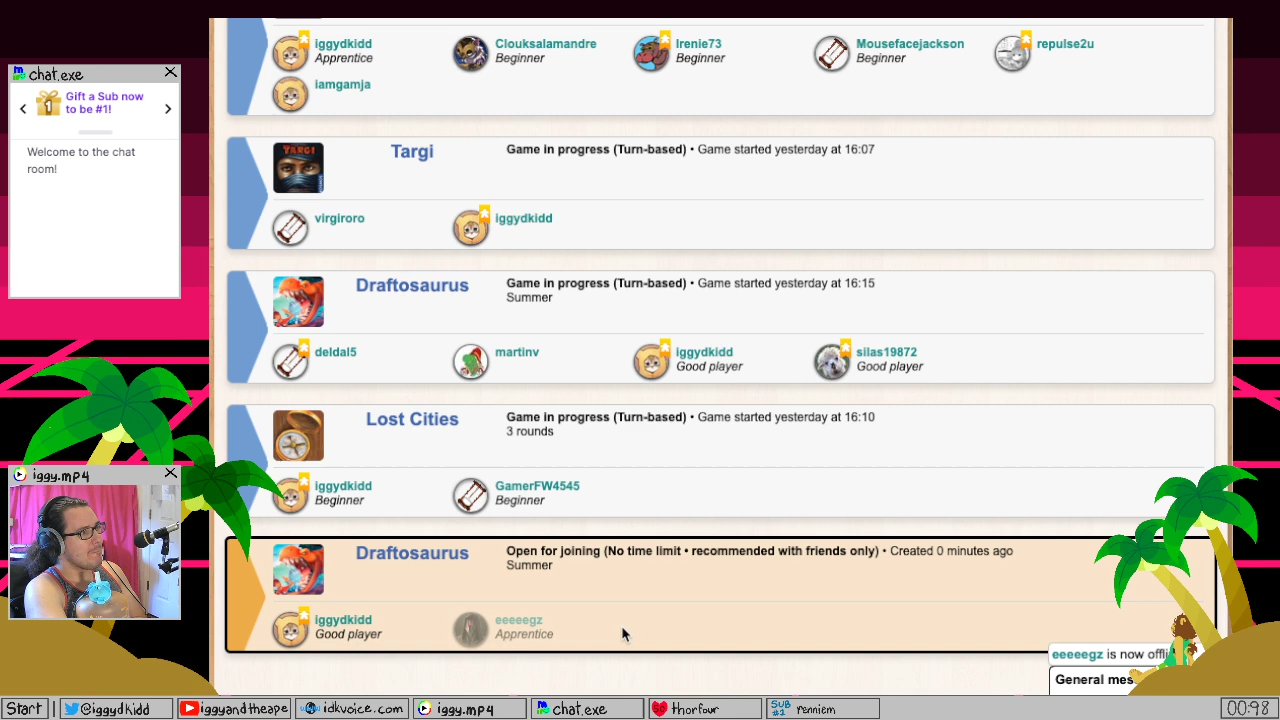 chat.exe
Gift a Sub now
to be #1!
1
Welcome to the chat
room!
iggydkidd
Apprentice
Clouksalamandre
Beginner
Irenie73
Beginner
Mousefacejackson
Beginner
repulse2u
iamgamja
TARGI
Targi
Game in progress (Turn-based) • Game started yesterday at 16:07
virgiroro
iggydkidd
Draftosaurus
Game in progress (Turn-based) • Game started yesterday at 16:15
Summer
deldal5
martinv
iggydkidd
Good player
silas19872
Good player
Lost Cities
Game in progress (Turn-based) • Game started yesterday at 16:10
3 rounds
iggydkidd
Beginner
GamerFW4545
Beginner
iggy.mp4
Draftosaurus
Open for joining (No time limit • recommended with friends only) • Created 0 minutes ago
Summer
iggydkidd
Good player
eeeeegz
Apprentice
eeeeegz is now offli
General mes
Start | @iggydkidd iggyandtheape www idkvoice.com iggy.mp4 chat.exe thorfour SUB #1 renniem 00:98